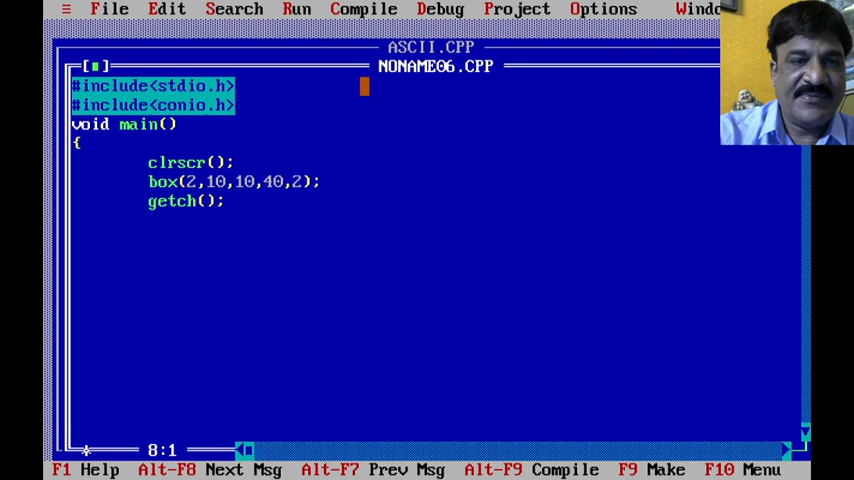 ≡ File Edit Search Run Compile Debug Project Options Windo
ASCII.CPP
[■] NONAME06.CPP
#include<stdio.h>
#include<conio.h>
void main()
{
clrscr();
box(2,10,10,40,2);
getch();
8:1
F1 Help Alt-F8 Next Msg Alt-F7 Prev Msg Alt-F9 Compile F9 Make F10 Menu